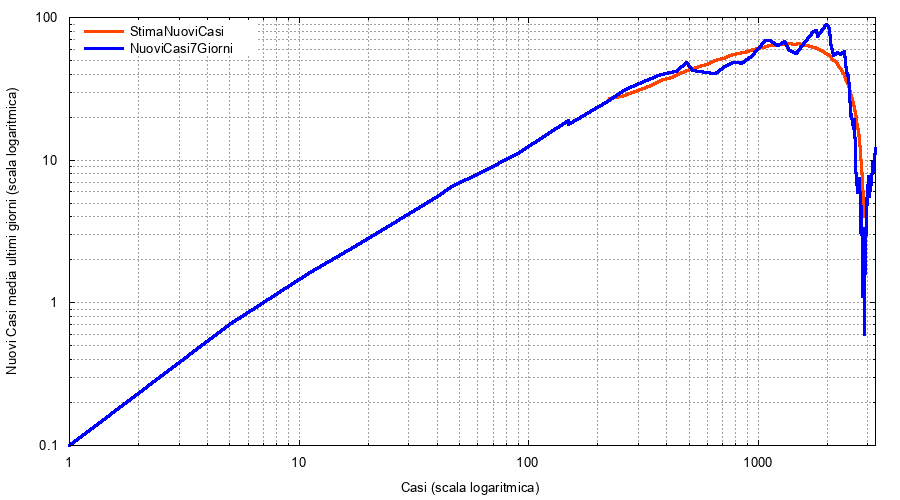 100
StimaNuoviCasi
NuoviCasi7Giorni
10
1
0.1
1
10
100
1000
Nuovi Casi media ultimi giorni (scala logaritmica)
Casi (scala logaritmica)